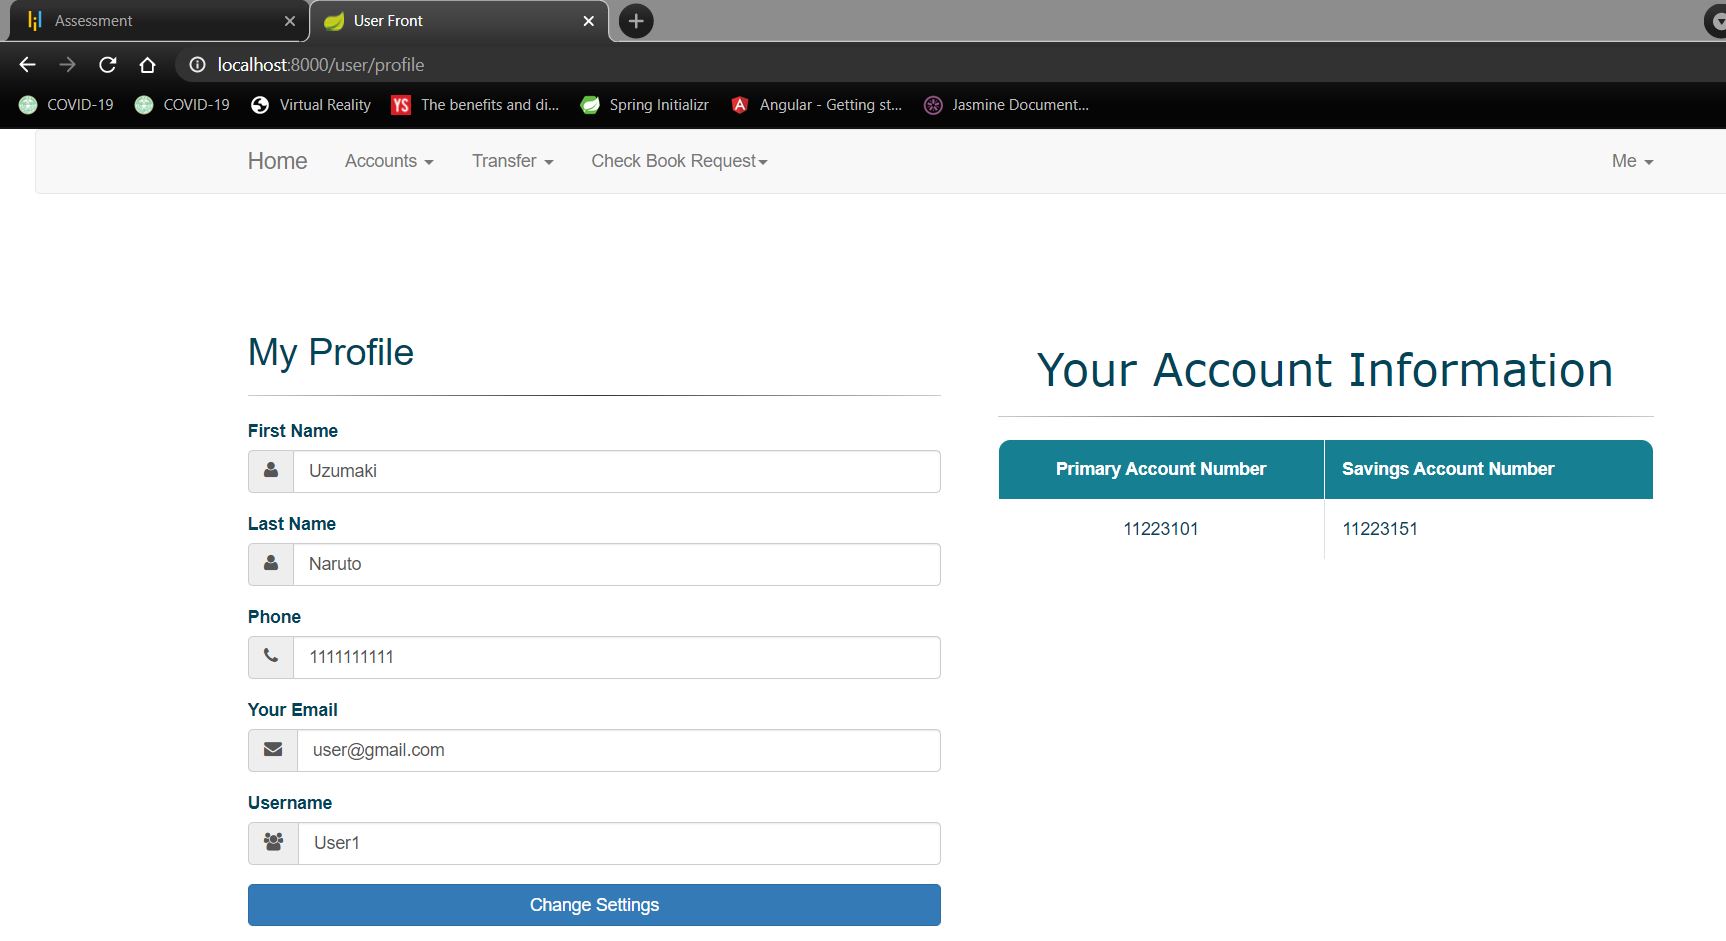 Assessment
User Front
localhost:8000/user/profile
COVID-19 COVID-19 Virtual Reality YS The benefits and di... Spring Initializr Angular - Getting st... Jasmine Document...
Home Accounts Transfer Check Book Request Me
My Profile
First Name
Uzumaki
Last Name
Naruto
Phone
1111111111
Your Email
user@gmail.com
Username
User1
Change Settings
Your Account Information
Primary Account Number Savings Account Number
11223101 11223151